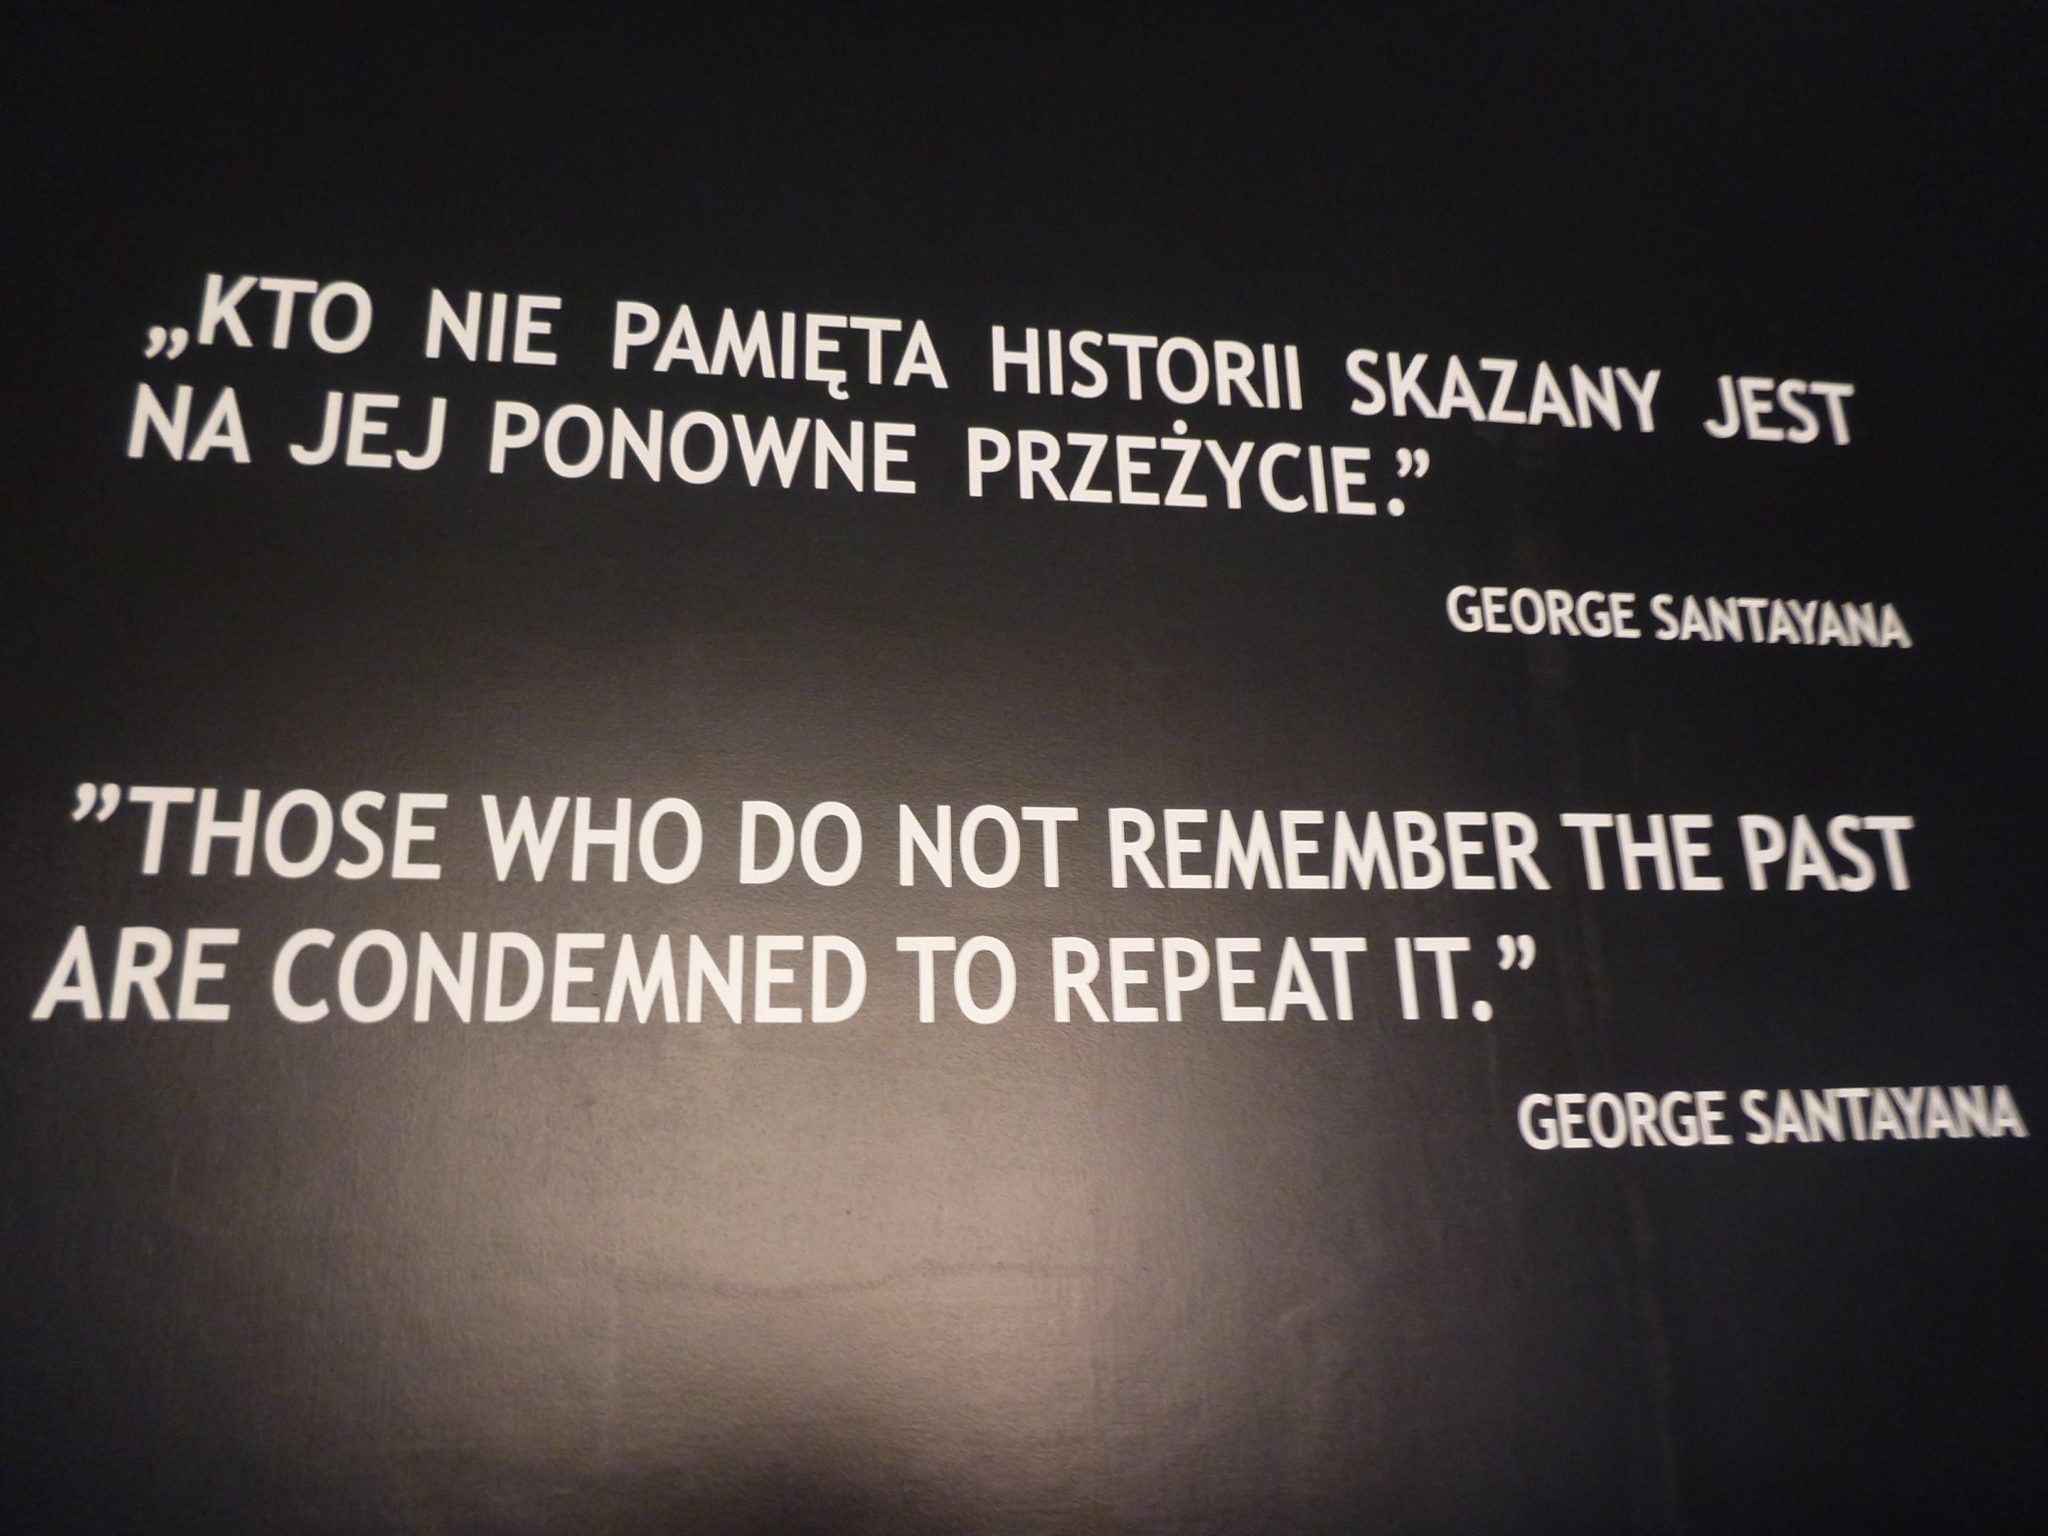 „KTO NIE PAMIĘTA HISTORII SKAZANY JEST
NA JEJ PONOWNE PRZEŻYCIE.”
GEORGE SANTAYANA
”THOSE WHO DO NOT REMEMBER THE PAST
ARE CONDEMNED TO REPEAT IT.”
GEORGE SANTAYANA